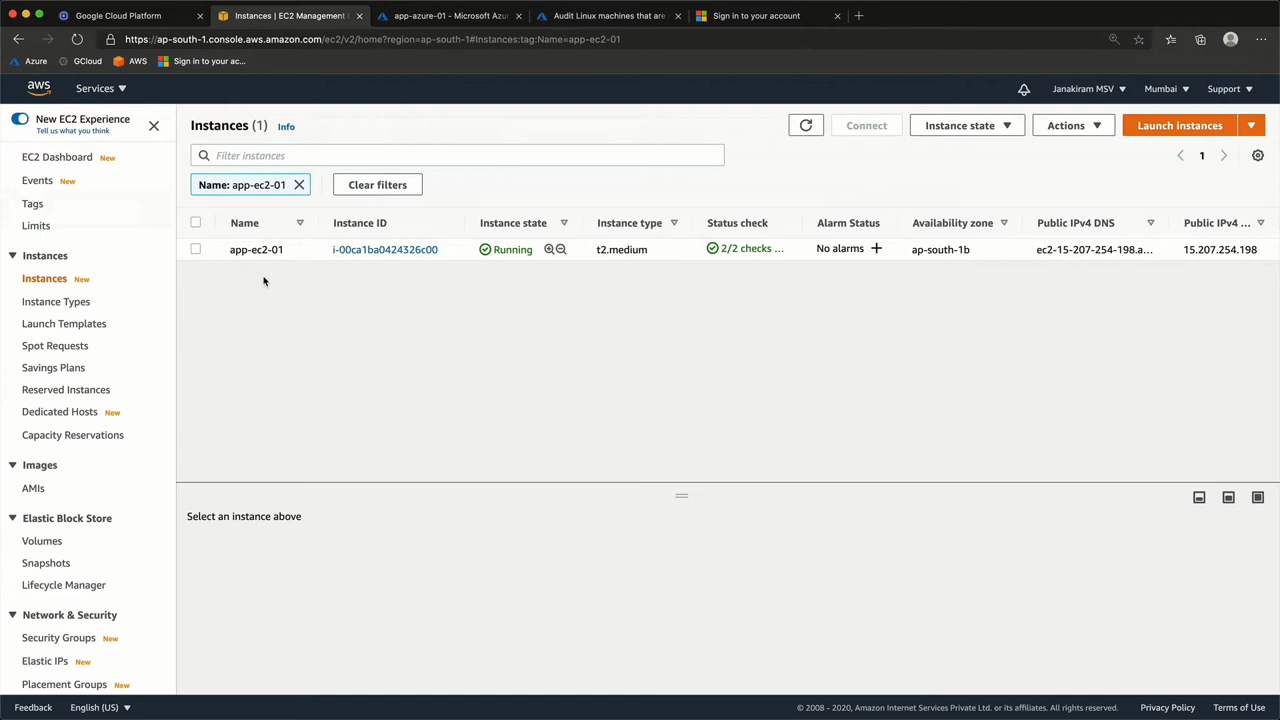 Google Cloud Platform
Instances | EC2 Management
app-azure-01 - Microsoft Azu
Audit Linux machines that are
Sign in to your account
https://ap-south-1.console.aws.amazon.com/ec2/v2/home?region=ap-south-1#Instances:tag:Name=app-ec2-01
Azure
GCloud
AWS
Sign in to your ac...
aws
Services
Janakiram MSV
Mumbai
Support
New EC2 Experience
Tell us what you think
EC2 Dashboard New
Events New
Tags
Limits
Instances
Instances New
Instance Types
Launch Templates
Spot Requests
Savings Plans
Reserved Instances
Dedicated Hosts New
Capacity Reservations
Images
AMIs
Elastic Block Store
Volumes
Snapshots
Lifecycle Manager
Network & Security
Security Groups New
Elastic IPs New
Placement Groups New
Instances (1) Info
Connect
Instance state
Actions
Launch instances
Filter instances
1
Name: app-ec2-01
Clear filters
Name Instance ID Instance state Instance type Status check Alarm Status Availability zone Public IPv4 DNS Public IPv4 ...
app-ec2-01 i-00ca1ba0424326c00 Running t2.medium 2/2 checks ... No alarms + ap-south-1b ec2-15-207-254-198.a... 15.207.254.198
Select an instance above
Feedback
English (US)
© 2008 - 2020, Amazon Internet Services Private Ltd. or its affiliates. All rights reserved.
Privacy Policy
Terms of Use